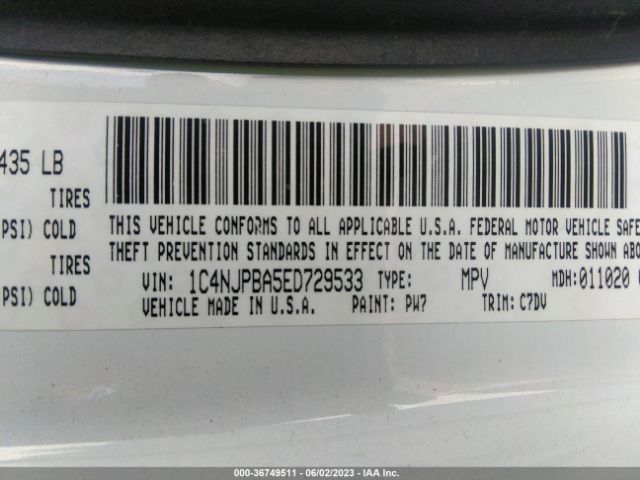 435 LB
TIRES
PSI) COLD
TIRES
PSI) COLD
THIS VEHICLE CONFORMS TO ALL APPLICABLE U.S.A. FEDERAL MOTOR VEHICLE SAFE
THEFT PREVENTION STANDARDS IN EFFECT ON THE DATE OF MANUFACTURE SHOWN ABO
VIN: 1C4NJPBA5ED729533 TYPE: MPV MDH:011020
VEHICLE MADE IN U.S.A. PAINT: PW7 TRIM: C7DV
000-36749511 - 06/02/2023 - IAA Inc.